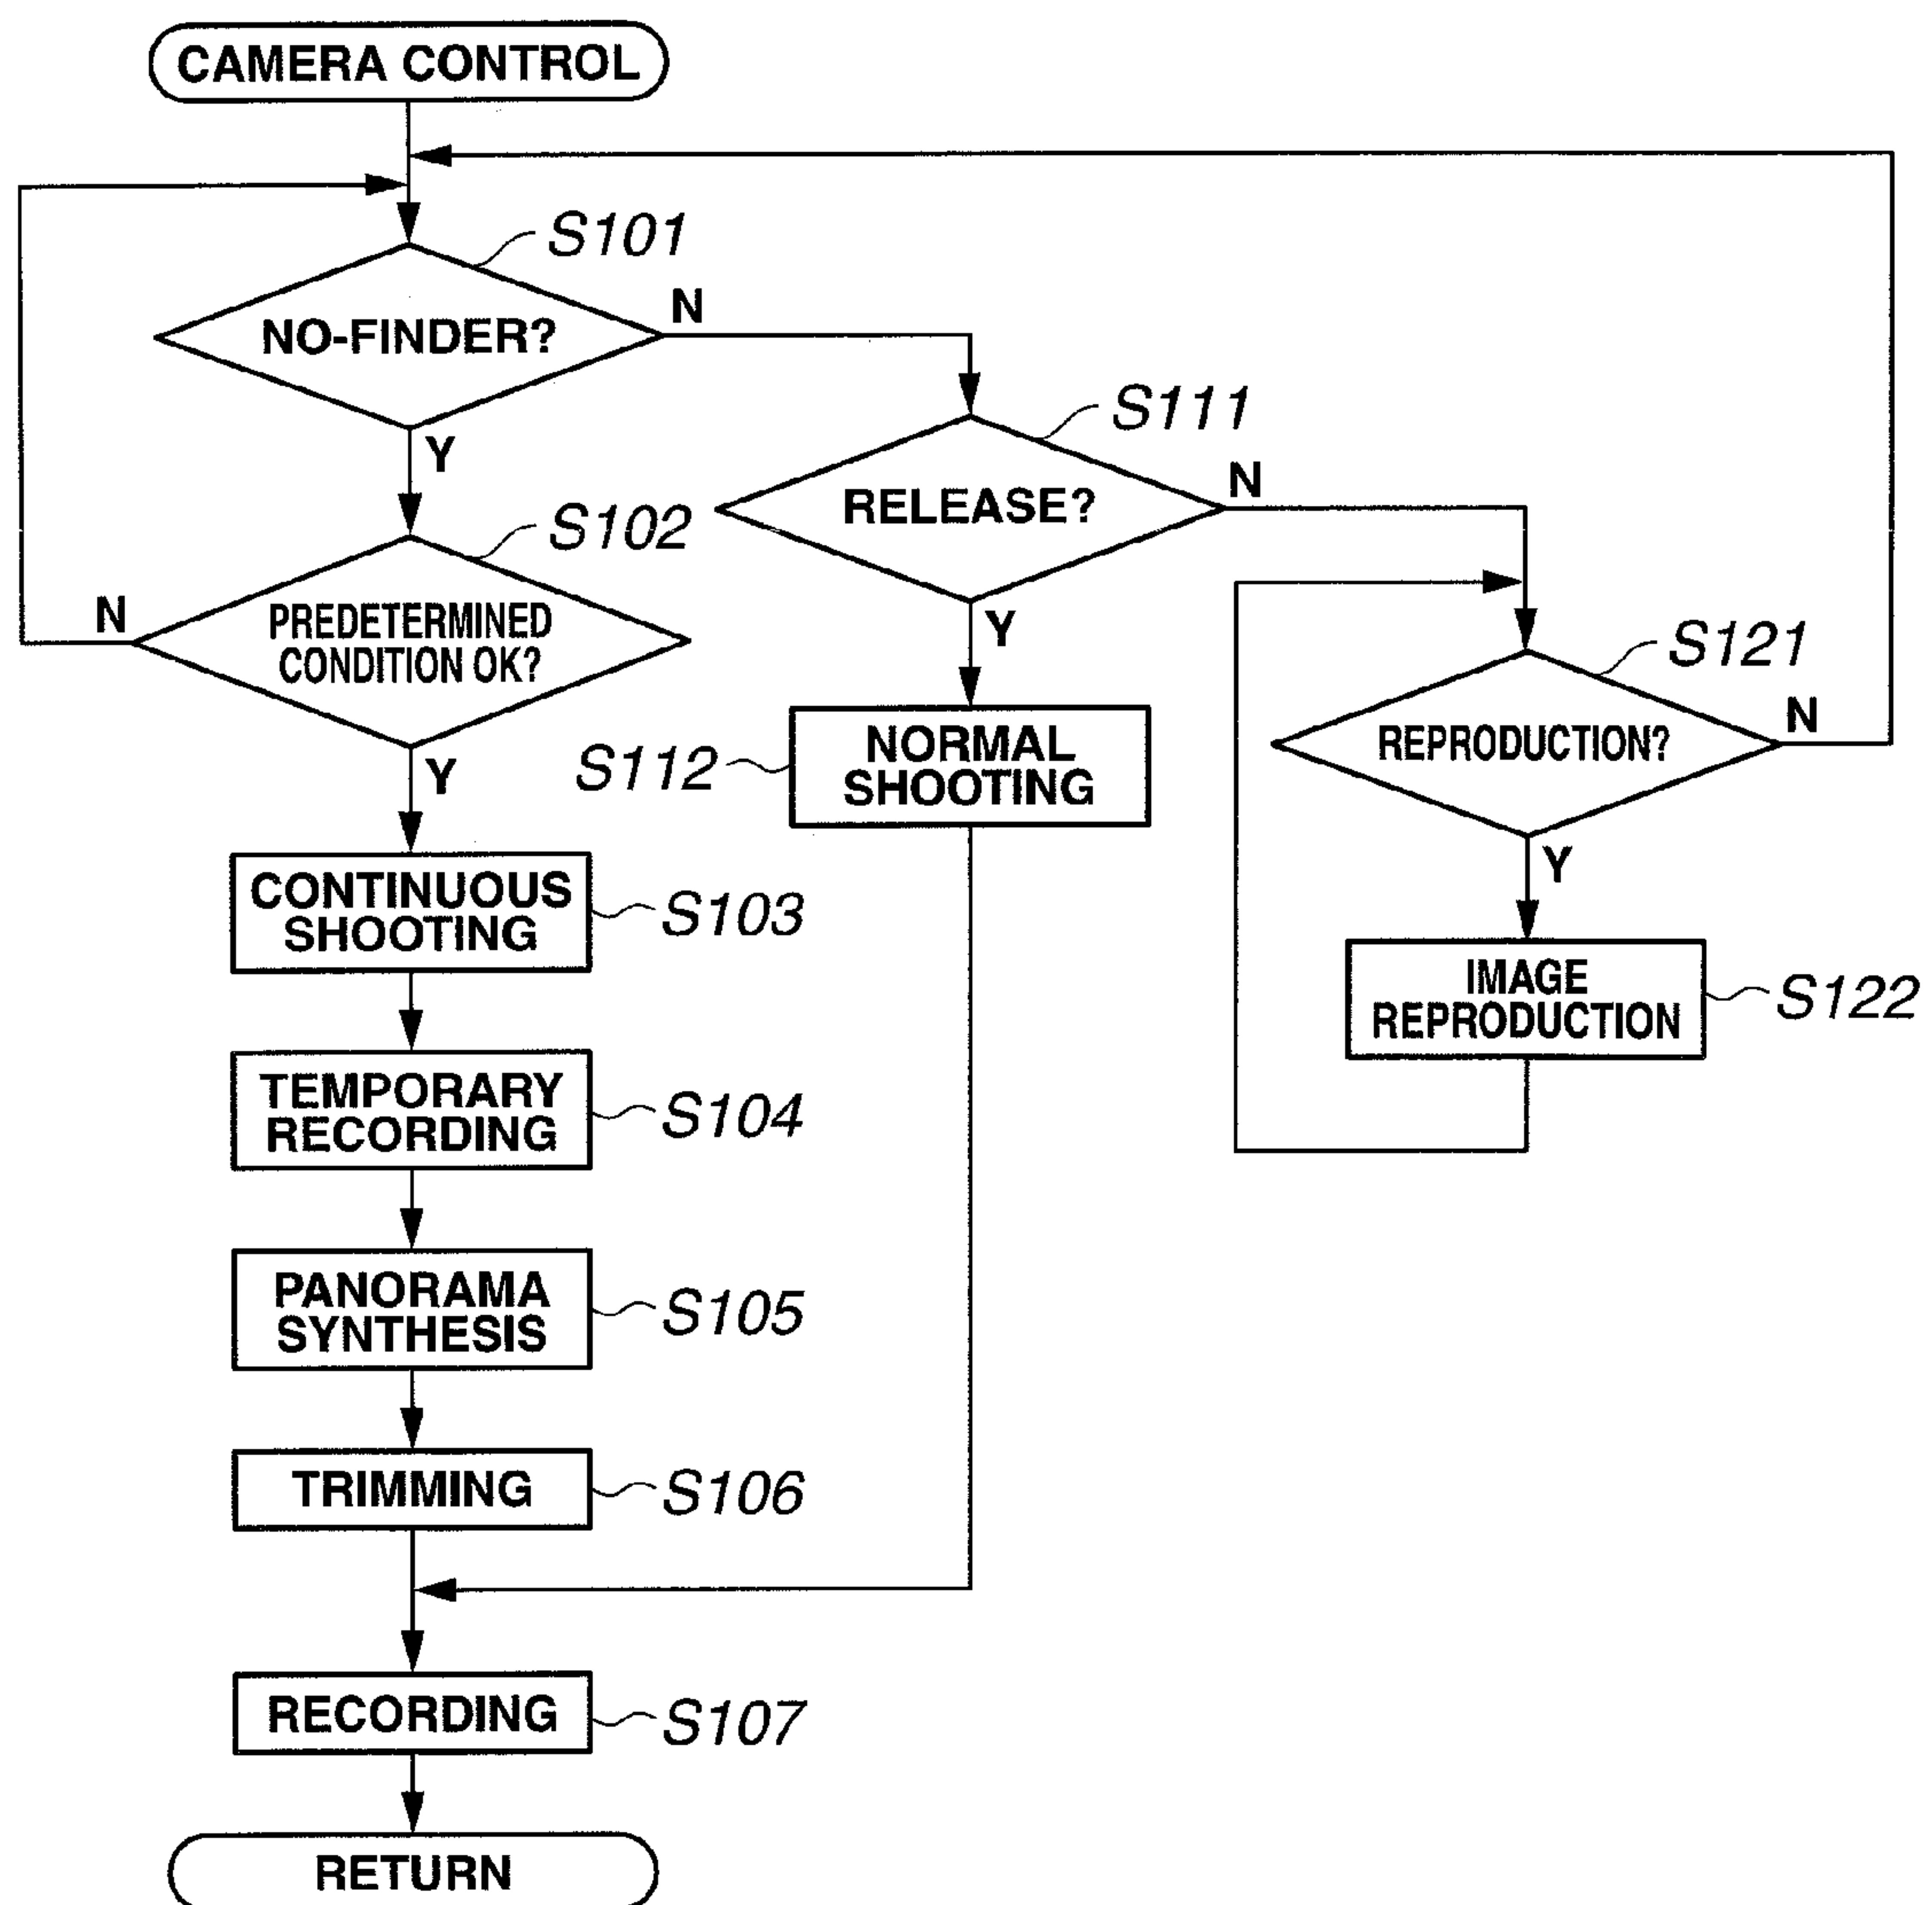 CAMERA CONTROL
S101
NO-FINDER?
N
Y
S111
RELEASE?
N
Y
S102
PREDETERMINED
CONDITION OK?
N
Y
S121
REPRODUCTION?
N
Y
S112
NORMAL
SHOOTING
CONTINUOUS
SHOOTING
S103
IMAGE
REPRODUCTION
S122
TEMPORARY
RECORDING
S104
PANORAMA
SYNTHESIS
S105
TRIMMING
S106
RECORDING
S107
RETURN